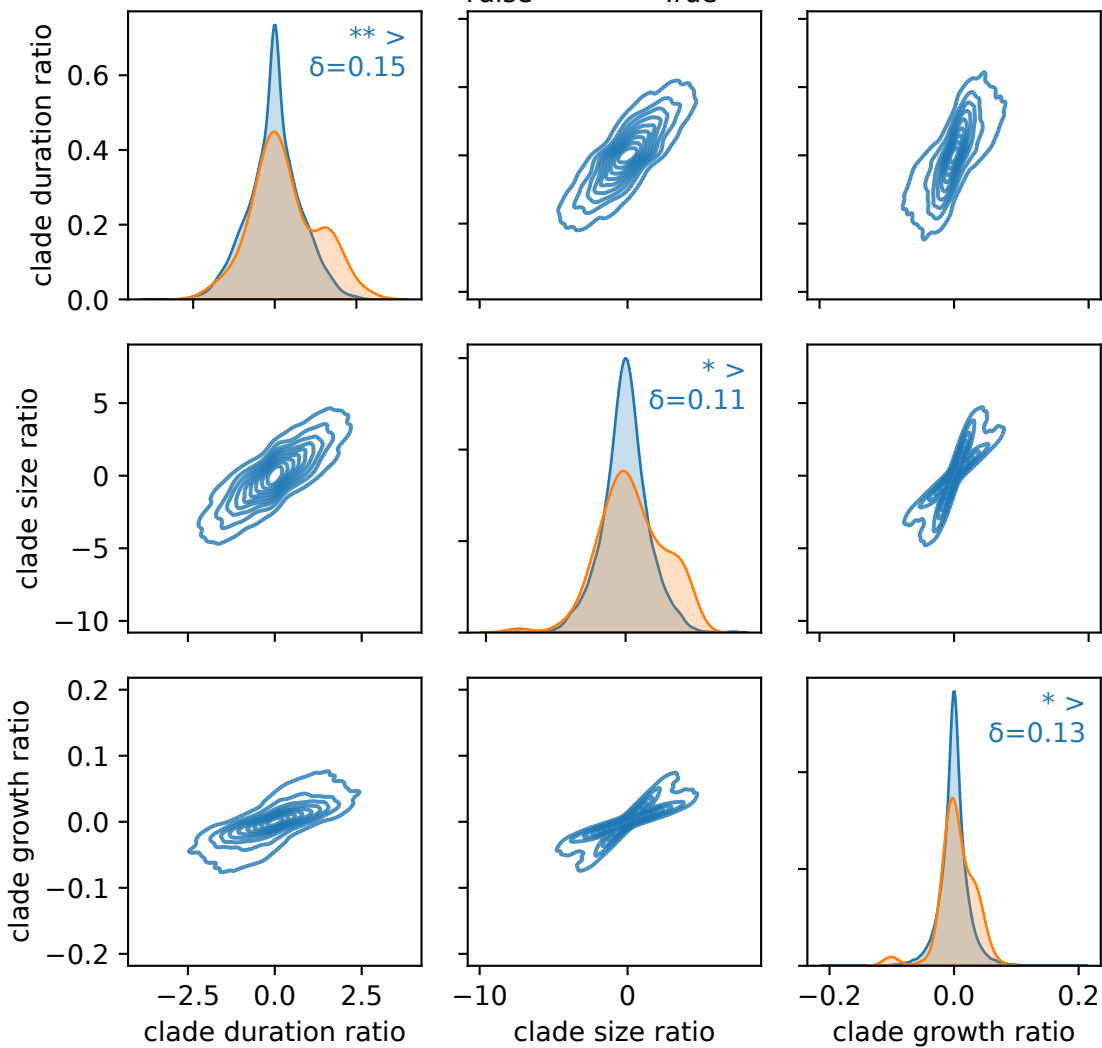 False True
clade duration ratio
0.6
0.4
0.2
0.0
** >
δ=0.15
clade size ratio
5
0
−5
−10
* >
δ=0.11
clade growth ratio
0.2
0.1
0.0
−0.1
−0.2
* >
δ=0.13
−2.5 0.0 2.5
−10 0
−0.2 0.0 0.2
clade duration ratio
clade size ratio
clade growth ratio